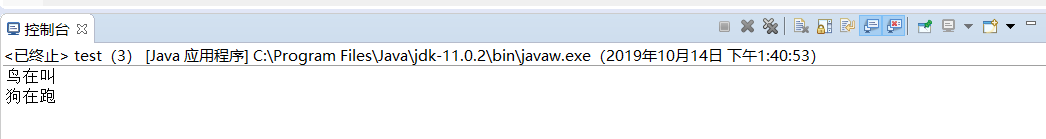 控制台
<已终止> test（3） [Java 应用程序] C:\Program Files\Java\jdk-11.0.2\bin\javaw.exe（2019年10月14日 下午1:40:53）
鸟在叫
狗在跑